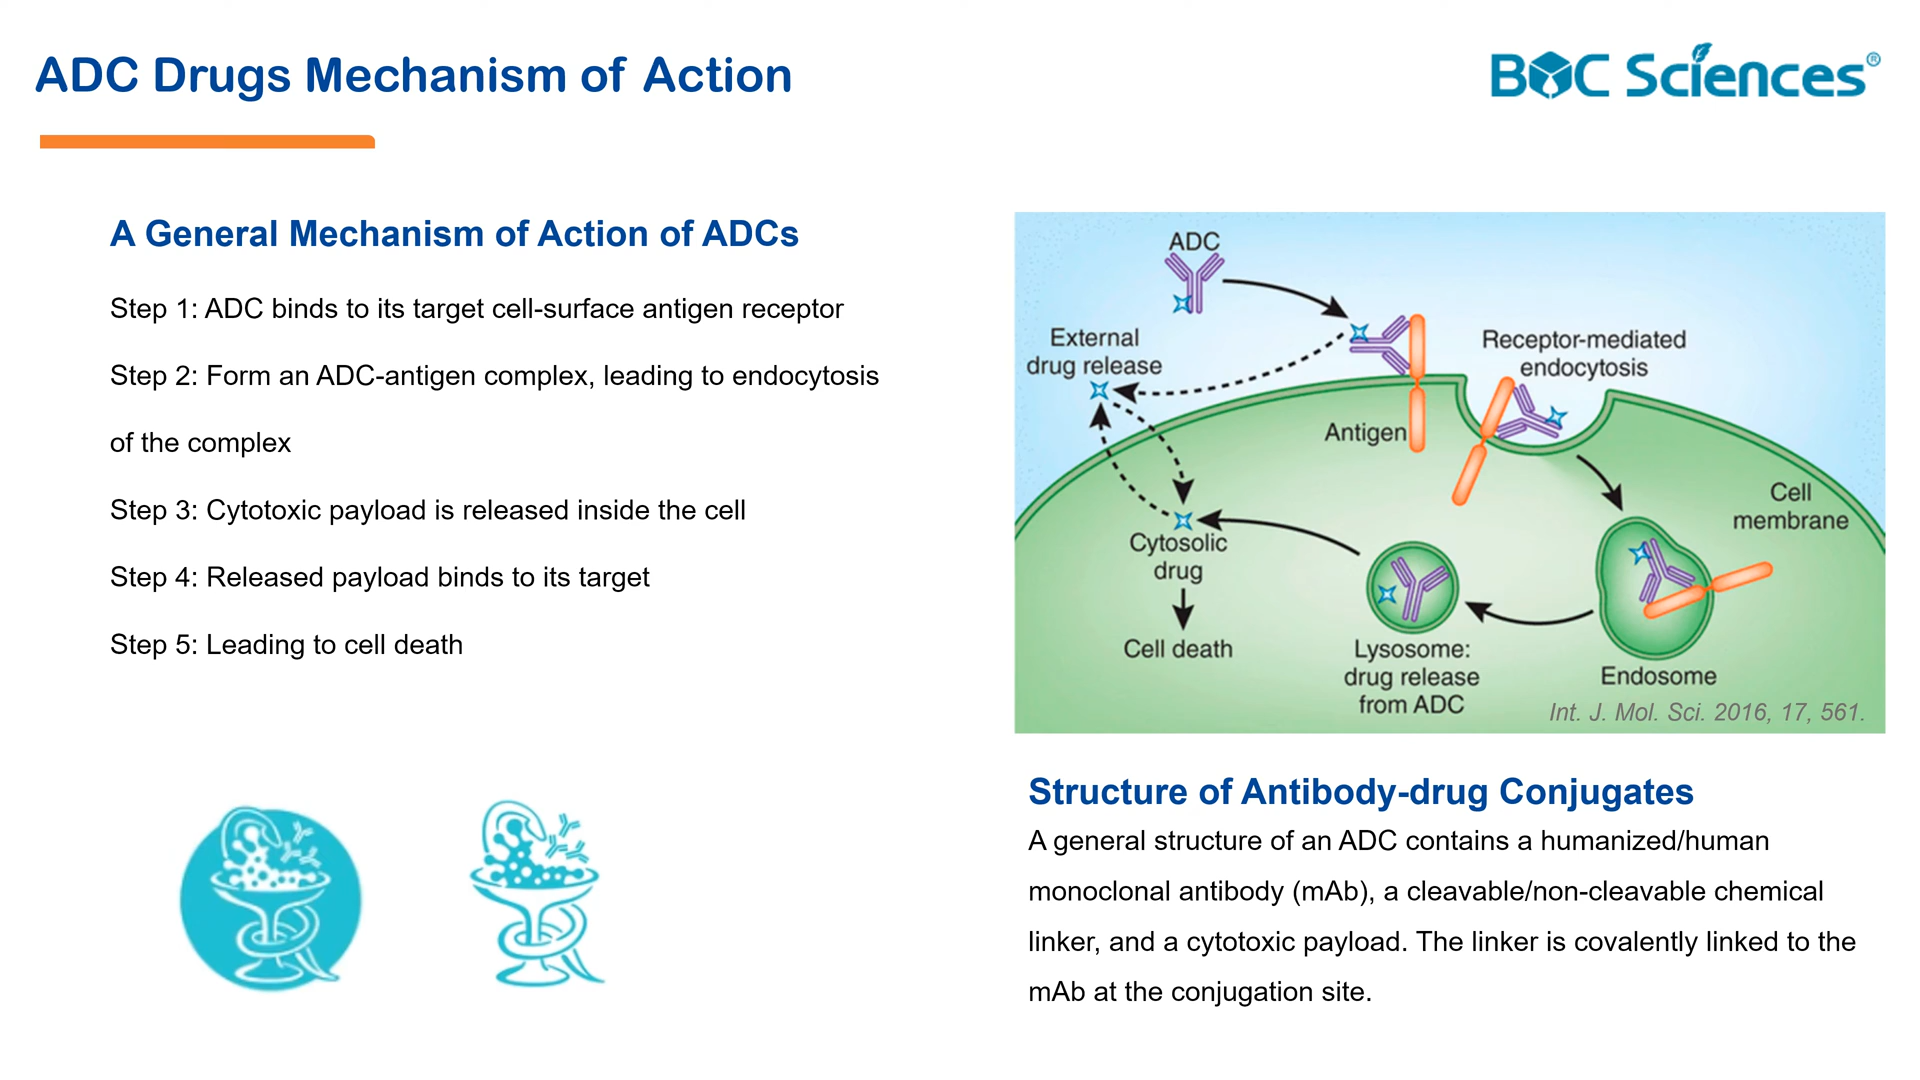 ADC Drugs Mechanism of Action
BOC Sciences®
A General Mechanism of Action of ADCs
Step 1: ADC binds to its target cell-surface antigen receptor
Step 2: Form an ADC-antigen complex, leading to endocytosis
of the complex
Step 3: Cytotoxic payload is released inside the cell
Step 4: Released payload binds to its target
Step 5: Leading to cell death
ADC
External
drug release
Receptor-mediated
endocytosis
Antigen
Cell
membrane
Cytosolic
drug
Cell death
Lysosome:
drug release
from ADC
Endosome
Int. J. Mol. Sci. 2016, 17, 561.
Structure of Antibody-drug Conjugates
A general structure of an ADC contains a humanized/human
monoclonal antibody (mAb), a cleavable/non-cleavable chemical
linker, and a cytotoxic payload. The linker is covalently linked to the
mAb at the conjugation site.